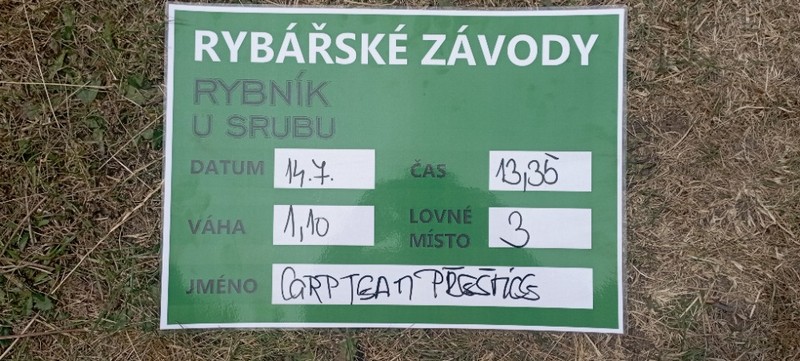 RYBÁŘSKÉ ZÁVODY
RYBNÍK
U SRUBU
DATUM 14.7. ČAS 13,35
VÁHA 1,10 LOVNÉ MÍSTO 3
JMÉNO CARP TEAM PŘEŠTICE